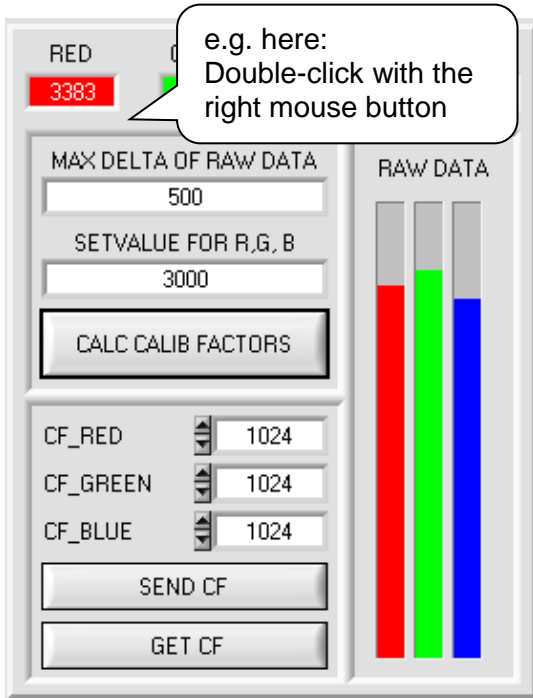 RED
3383
e.g. here:
Double-click with the
right mouse button
MAX DELTA OF RAW DATA
500
SETVALUE FOR R,G, B
3000
CALC CALIB FACTORS
RAW DATA
CF_RED 1024
CF_GREEN 1024
CF_BLUE 1024
SEND CF
GET CF